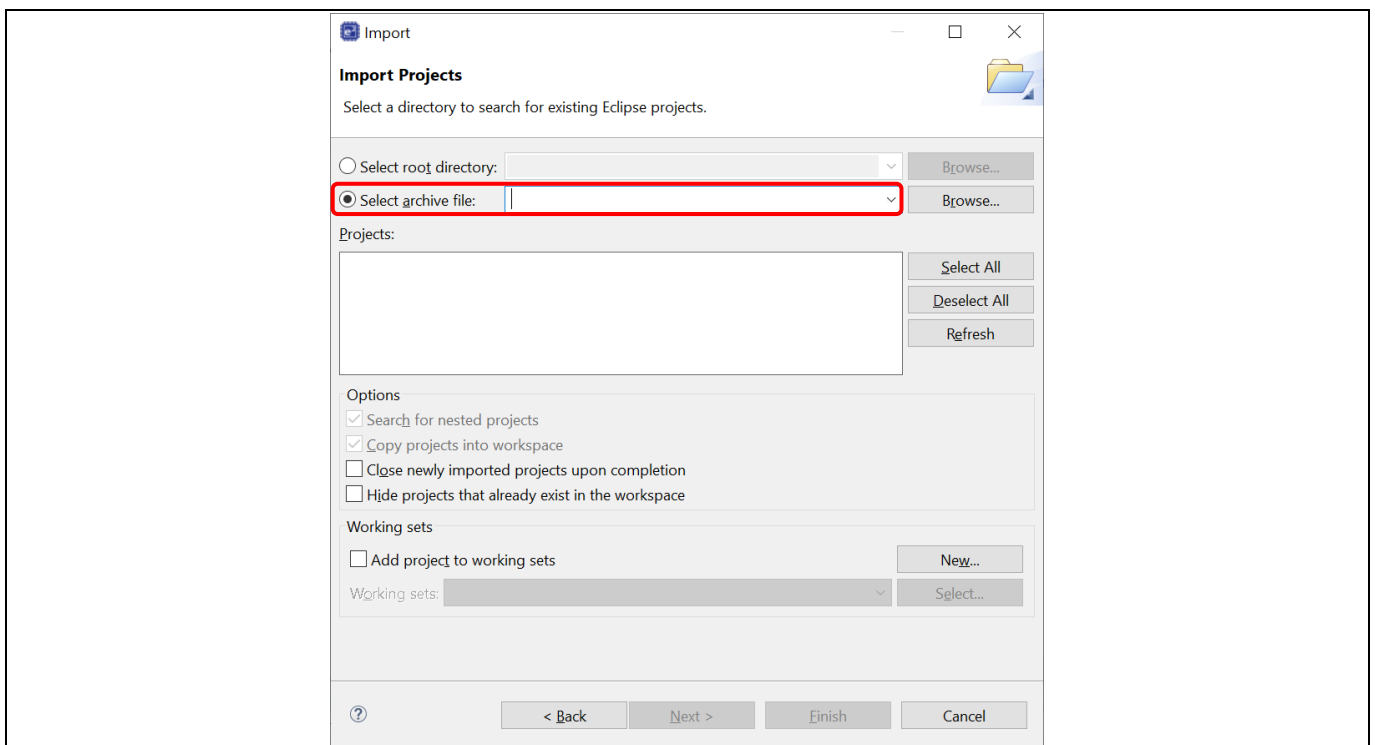 Import
Import Projects
Select a directory to search for existing Eclipse projects.
Select root directory:
Browse...
Select archive file:
Browse...
Projects:
Select All
Deselect All
Refresh
Options
Search for nested projects
Copy projects into workspace
Close newly imported projects upon completion
Hide projects that already exist in the workspace
Working sets
Add project to working sets
New...
Working sets:
Select...
?
< Back
Next >
Finish
Cancel